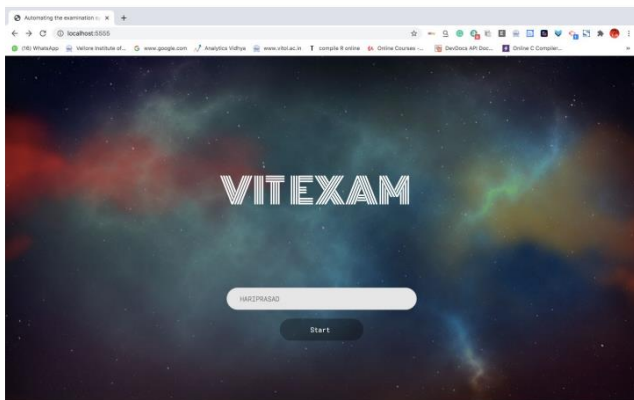 Automating the examination sy
localhost:5555
(16) WhatsApp Vellore Institute of... www.google.com Analytics Vidhya www.vitol.ac.in compile R online Online Courses -... DevDocs API Doc... Online C Compiler...
VITEXAM
HARIPRASAD
Start